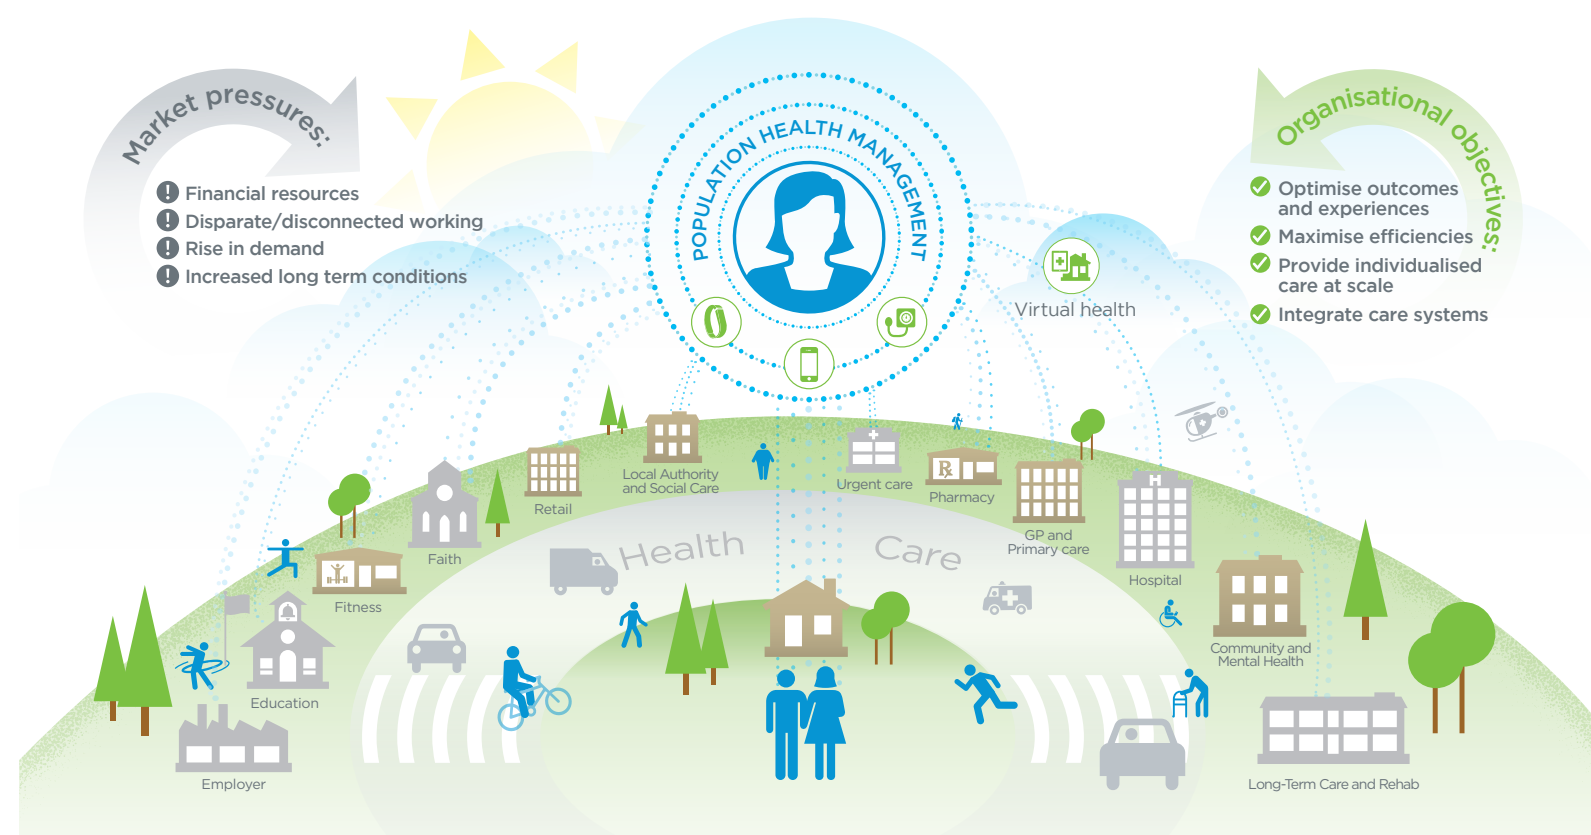 Market pressures:
Financial resources
Disparate/disconnected working
Rise in demand
Increased long term conditions
POPULATION HEALTH MANAGEMENT
Virtual health
Organisational objectives:
Optimise outcomes
and experiences
Maximise efficiencies
Provide individualised
care at scale
Integrate care systems
Local Authority
and Social Care
Urgent care
Rx
Pharmacy
Retail
GP and
Primary care
H
Hospital
Faith
Health
Care
Fitness
Community and
Mental Health
Education
Employer
Long-Term Care and Rehab